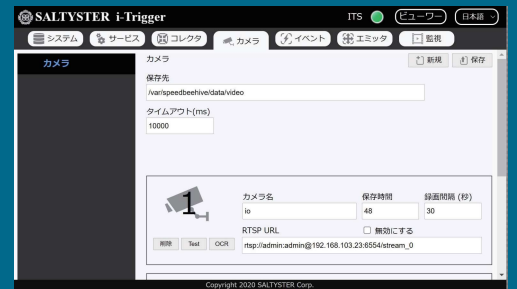 SALTYSTER i-Trigger
ITS
ビューワー
日本語
システム
サービス
コレクタ
カメラ
イベント
エミッタ
監視
カメラ
カメラ
新規
保存
保存先
/var/speedbeehive/data/video
タイムアウト(ms)
10000
1
カメラ名
保存時間
録画間隔 (秒)
io
48
30
RTSP URL
無効にする
削除
Test
OCR
rtsp://admin:admin@192.168.103.23:6554/stream_0
Copyright 2020 SALTYSTER Corp.